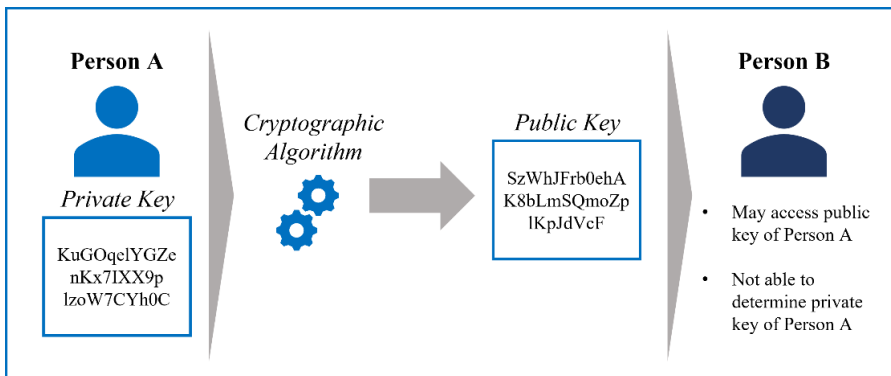 Person A
Private Key
KuGOqelYGZe
nKx7IXX9p
lzoW7CYh0C
Cryptographic
Algorithm
Public Key
SzWhJFrb0ehA
K8bLmSQmoZp
lKpJdVcF
Person B
• May access public
key of Person A
• Not able to
determine private
key of Person A